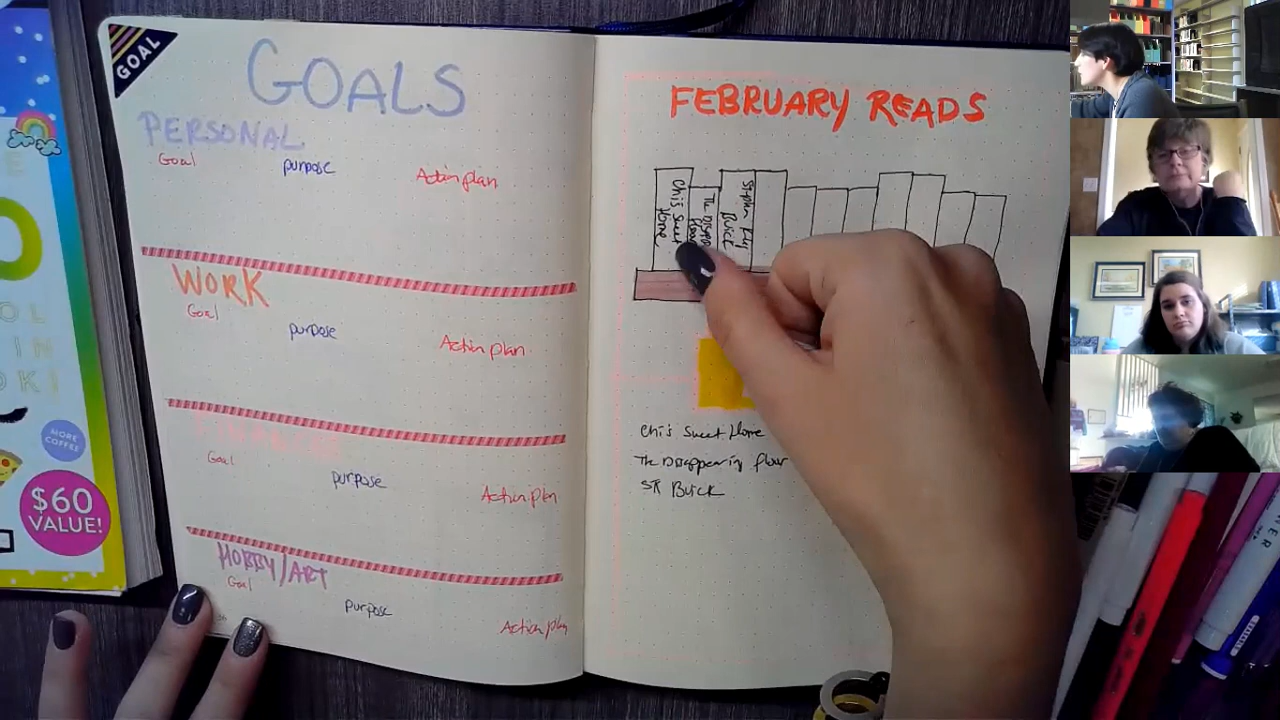 GOAL
GOALS
PERSONAL
Goal purpose Action plan
WORK
Goal purpose Action plan
FINANCES
Goal purpose Action plan
HOBBY/ART
Goal purpose Action plan
FEBRUARY READS
Chi's Sweet Home
The
Stephen King
Buick
Chi's Sweet Home
The Disappearing floor
SK Buick
MORE
COFFEE
$60
VALUE!